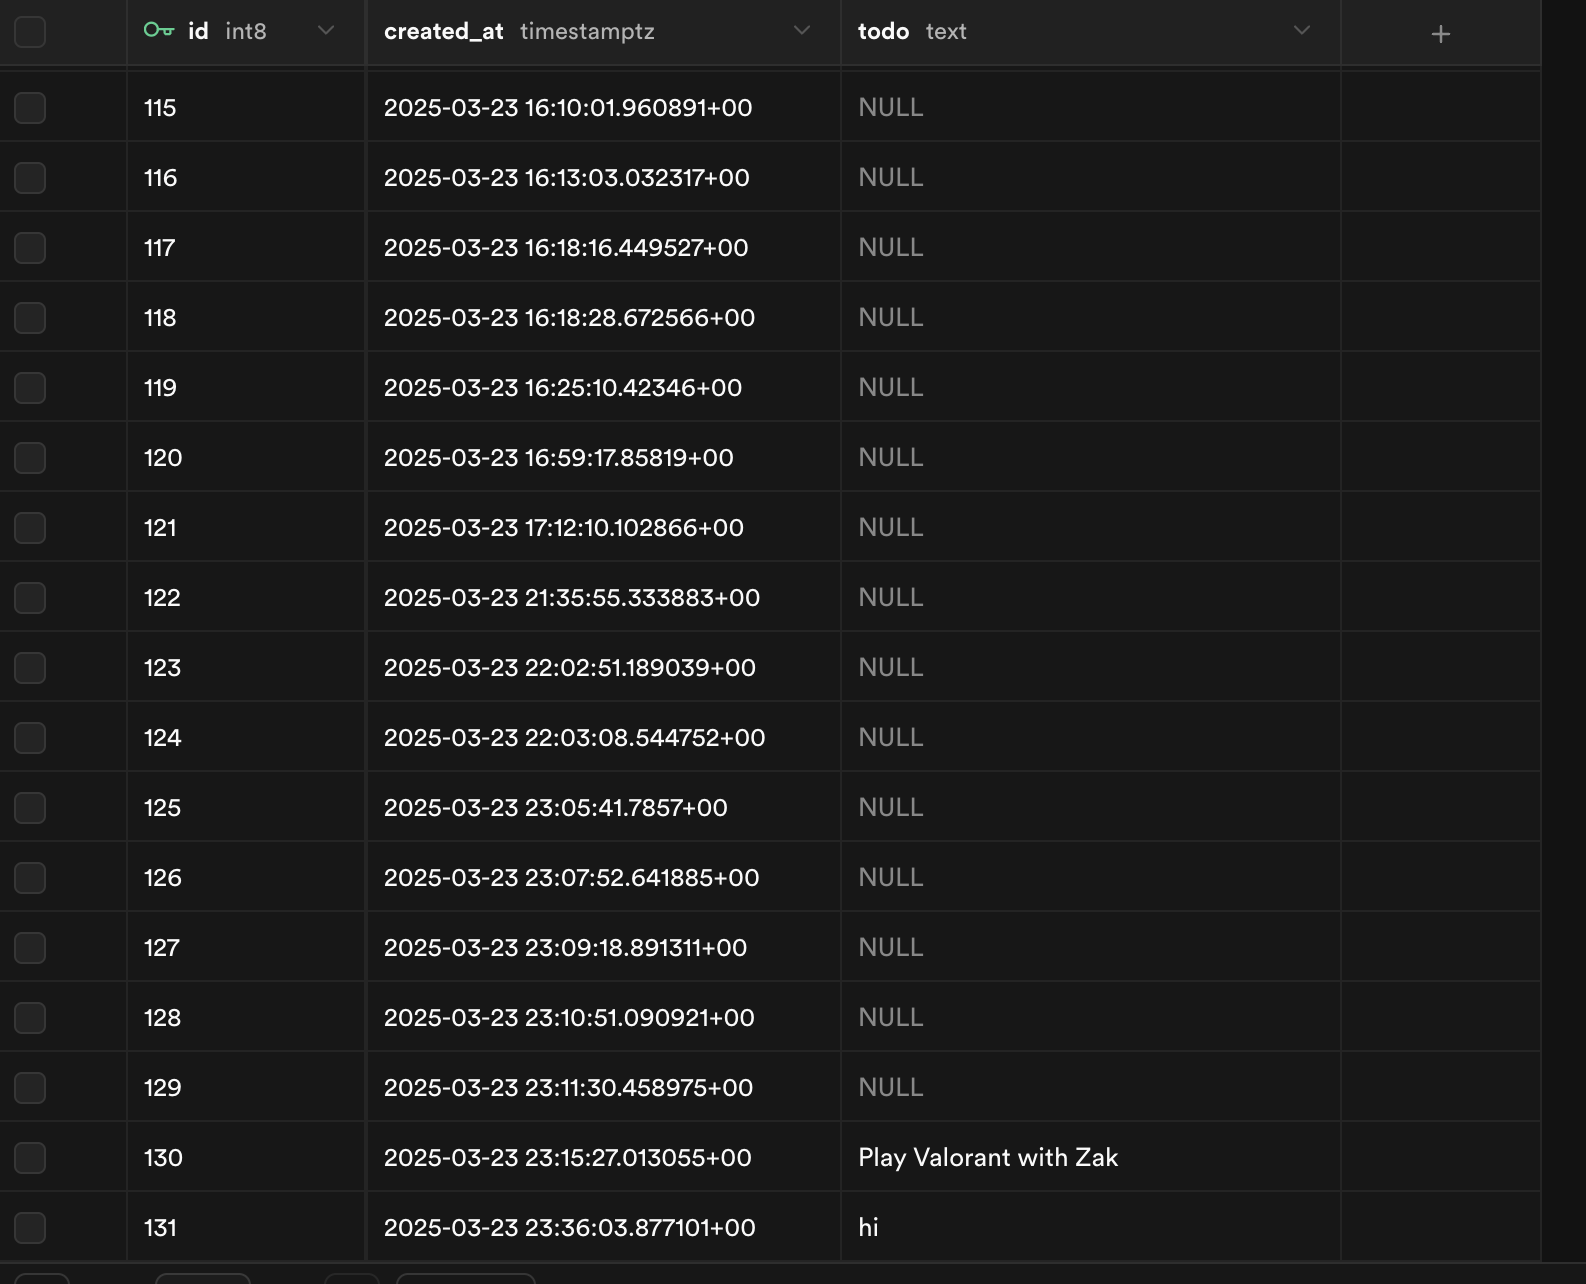 id int8 created_at timestamptz todo text +
115 2025-03-23 16:10:01.960891+00 NULL
116 2025-03-23 16:13:03.032317+00 NULL
117 2025-03-23 16:18:16.449527+00 NULL
118 2025-03-23 16:18:28.672566+00 NULL
119 2025-03-23 16:25:10.42346+00 NULL
120 2025-03-23 16:59:17.85819+00 NULL
121 2025-03-23 17:12:10.102866+00 NULL
122 2025-03-23 21:35:55.333883+00 NULL
123 2025-03-23 22:02:51.189039+00 NULL
124 2025-03-23 22:03:08.544752+00 NULL
125 2025-03-23 23:05:41.7857+00 NULL
126 2025-03-23 23:07:52.641885+00 NULL
127 2025-03-23 23:09:18.891311+00 NULL
128 2025-03-23 23:10:51.090921+00 NULL
129 2025-03-23 23:11:30.458975+00 NULL
130 2025-03-23 23:15:27.013055+00 Play Valorant with Zak
131 2025-03-23 23:36:03.877101+00 hi